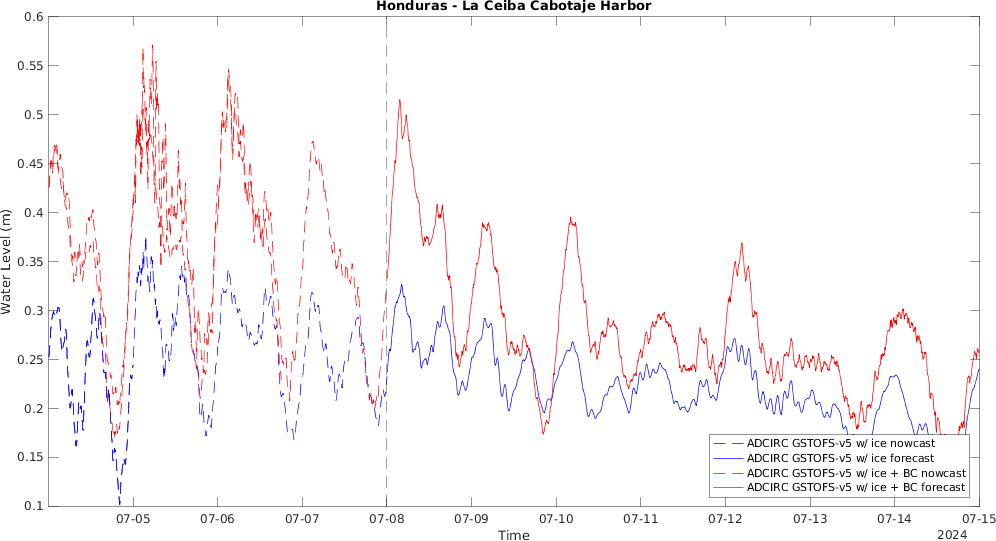 Honduras - La Ceiba Cabotaje Harbor
0.6
0.55
0.5
0.45
0.4
0.35
0.3
0.25
0.2
0.15
0.1
Water Level (m)
ADCIRC GSTOFS-v5 w/ ice nowcast
ADCIRC GSTOFS-v5 w/ ice forecast
ADCIRC GSTOFS-v5 w/ ice + BC nowcast
ADCIRC GSTOFS-v5 w/ ice + BC forecast
07-05 07-06 07-07 07-08 07-09 07-10 07-11 07-12 07-13 07-14 07-15
Time
2024